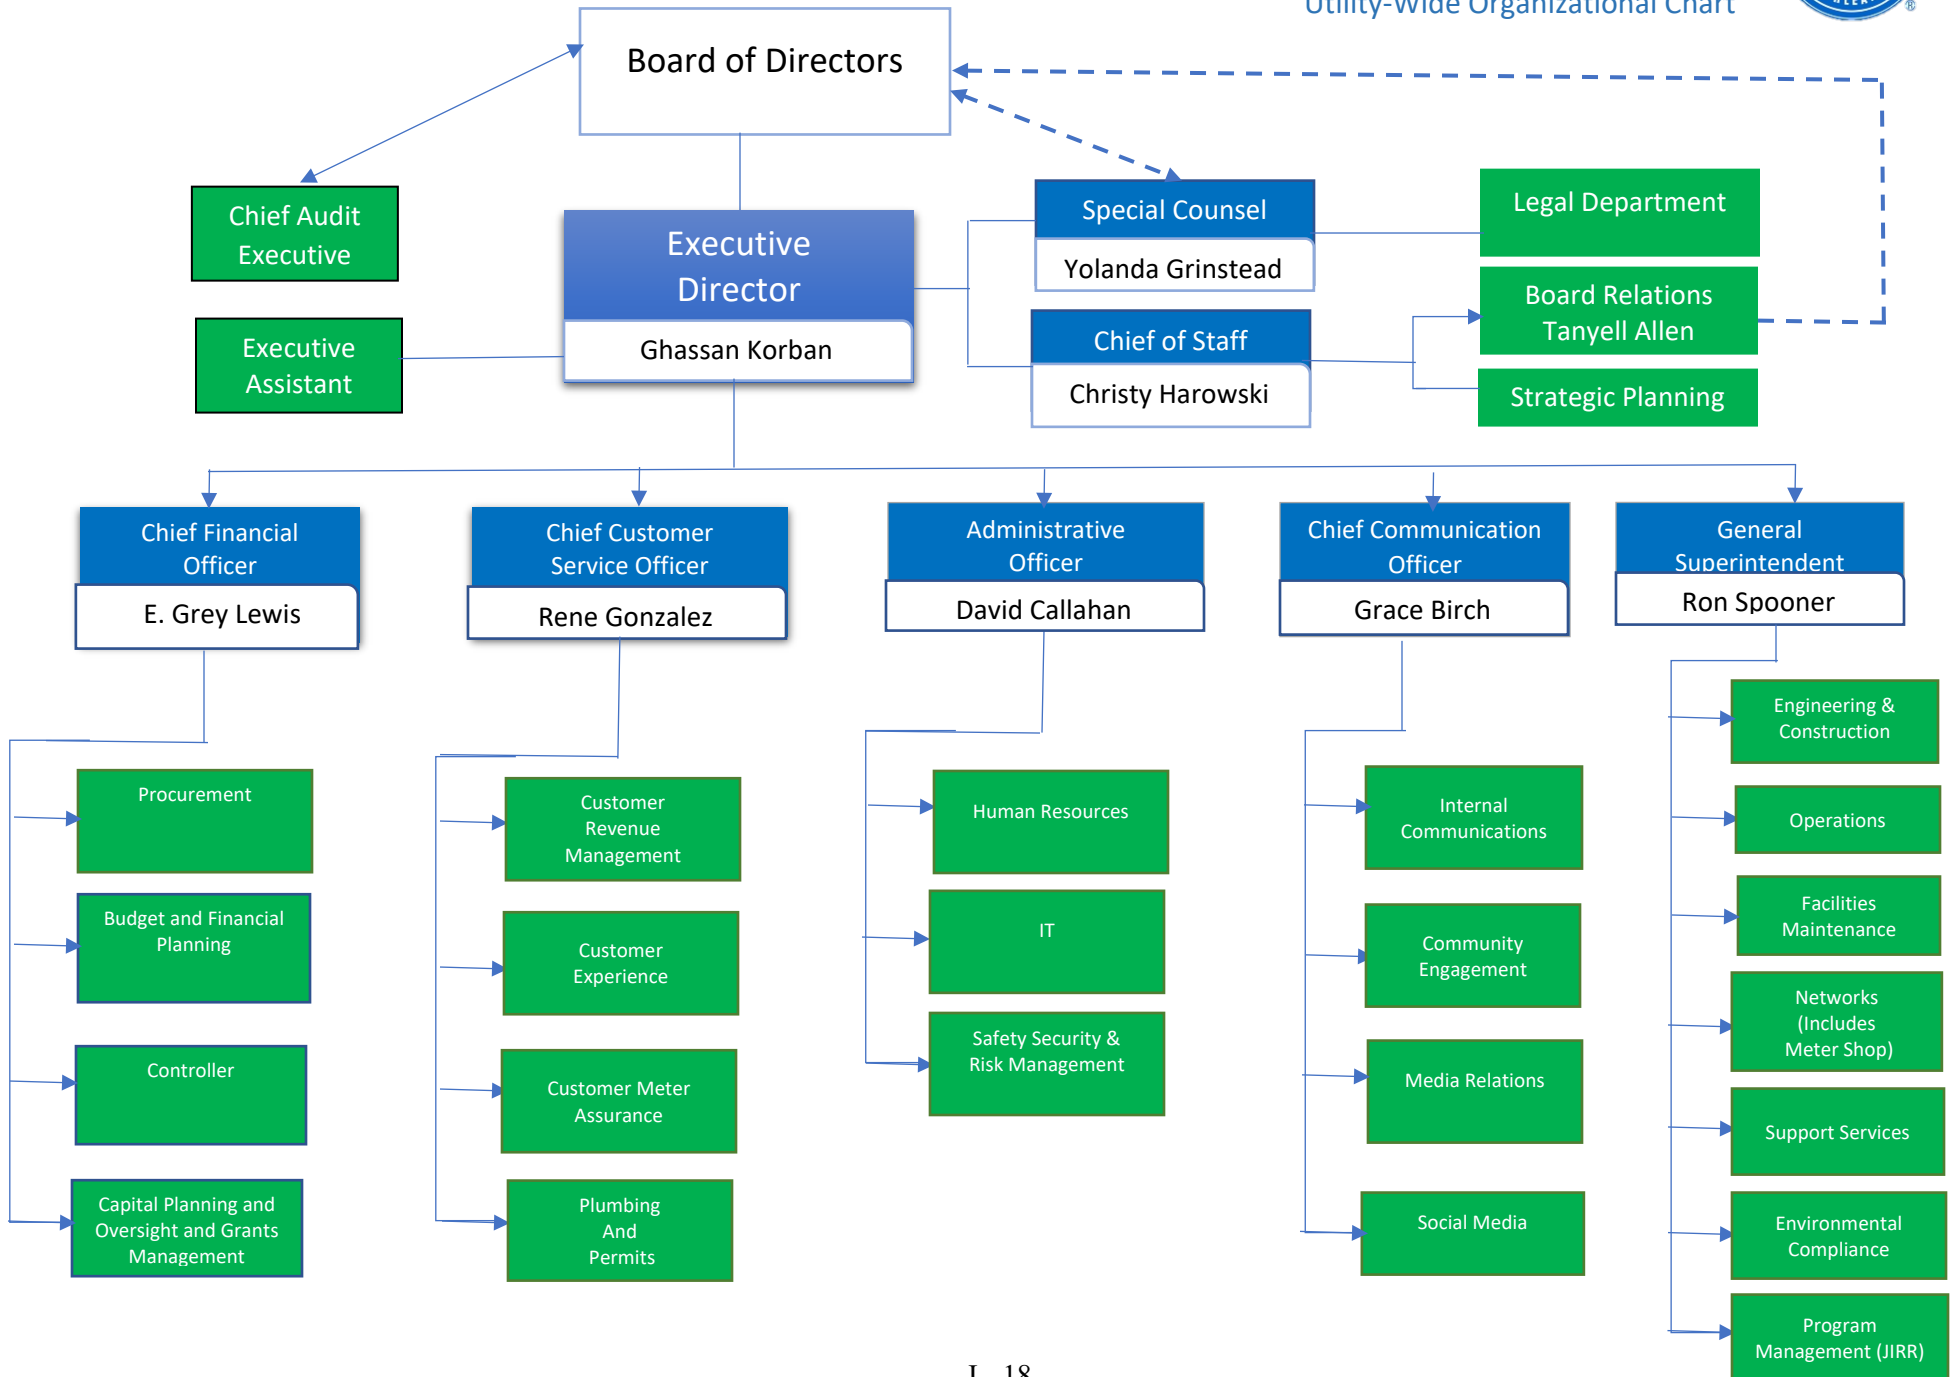 Utility-Wide Organizational Chart
Board of Directors
Chief Audit
Executive
Executive
Director
Ghassan Korban
Executive
Assistant
Special Counsel
Yolanda Grinstead
Chief of Staff
Christy Harowski
Legal Department
Board Relations
Tanyell Allen
Strategic Planning
Chief Financial
Officer
E. Grey Lewis
Chief Customer
Service Officer
Rene Gonzalez
Administrative
Officer
David Callahan
Chief Communication
Officer
Grace Birch
General
Superintendent
Ron Spooner
Procurement
Budget and Financial
Planning
Controller
Capital Planning and
Oversight and Grants
Management
Customer
Revenue
Management
Customer
Experience
Customer Meter
Assurance
Plumbing
And
Permits
Human Resources
IT
Safety Security &
Risk Management
Internal
Communications
Community
Engagement
Media Relations
Social Media
Engineering &
Construction
Operations
Facilities
Maintenance
Networks
(Includes
Meter Shop)
Support Services
Environmental
Compliance
Program
Management (JIRR)